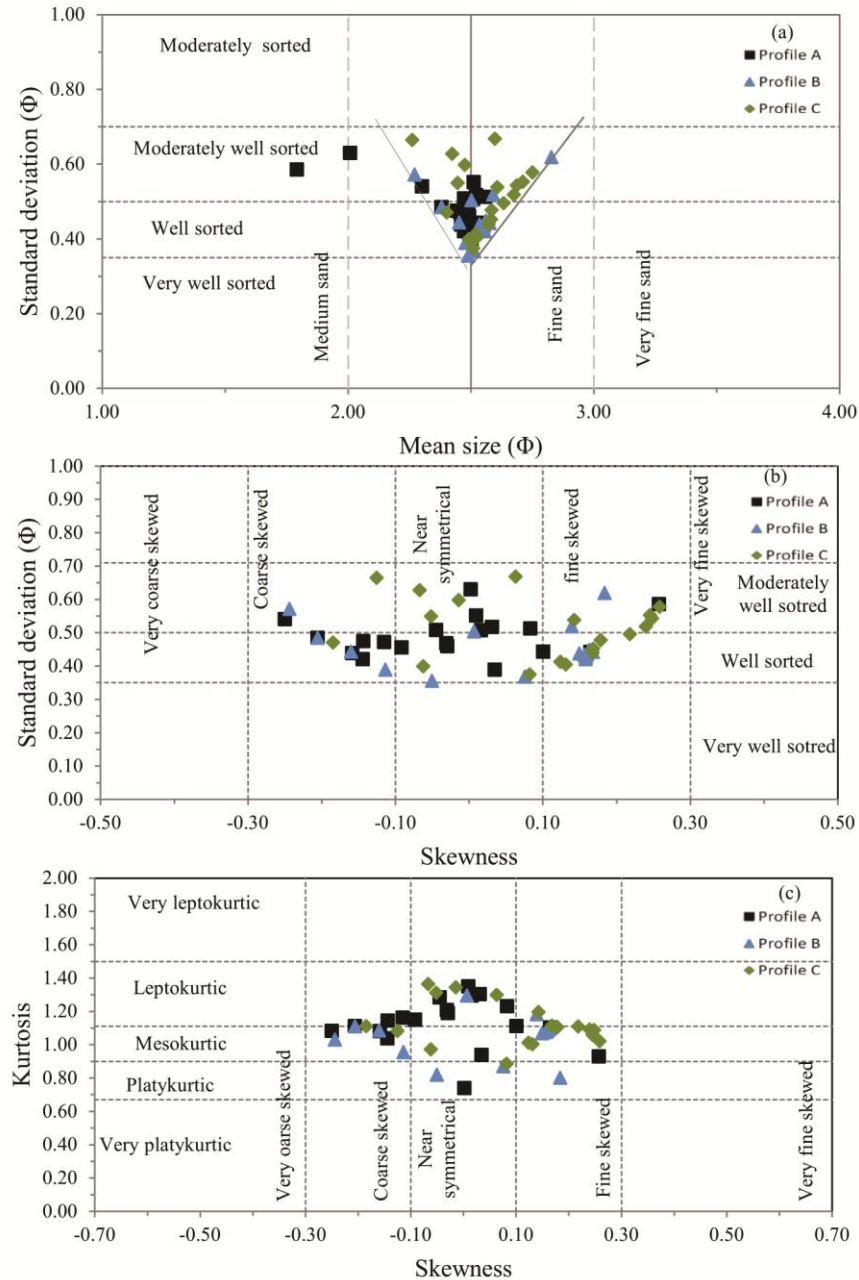 (a)
Standard deviation (Φ)
1.00
0.80
0.70
0.60
0.40
0.20
0.00
Moderately sorted
Moderately well sorted
Well sorted
Very well sorted
Medium sand
Fine sand
Very fine sand
Profile A
Profile B
Profile C
1.00
2.00
3.00
4.00
Mean size (Φ)
(b)
Standard deviation (Φ)
1.00
0.90
0.80
0.70
0.60
0.50
0.40
0.30
0.20
0.10
0.00
Very coarse skewed
Coarse skewed
Near
symmetrical
fine skewed
Very fine skewed
Profile A
Profile B
Profile C
Moderately
well sotred
Well sorted
Very well sotred
-0.50
-0.30
-0.10
0.10
0.30
0.50
Skewness
(c)
Kurtosis
2.00
1.80
1.60
1.40
1.20
1.00
0.80
0.60
0.40
0.20
0.00
Very leptokurtic
Leptokurtic
Mesokurtic
Platykurtic
Very platykurtic
Very oarse skewed
Coarse skewed
Near
symmetrical
Fine skewed
Very fine skewed
Profile A
Profile B
Profile C
-0.70
-0.50
-0.30
-0.10
0.10
0.30
0.50
0.70
Skewness